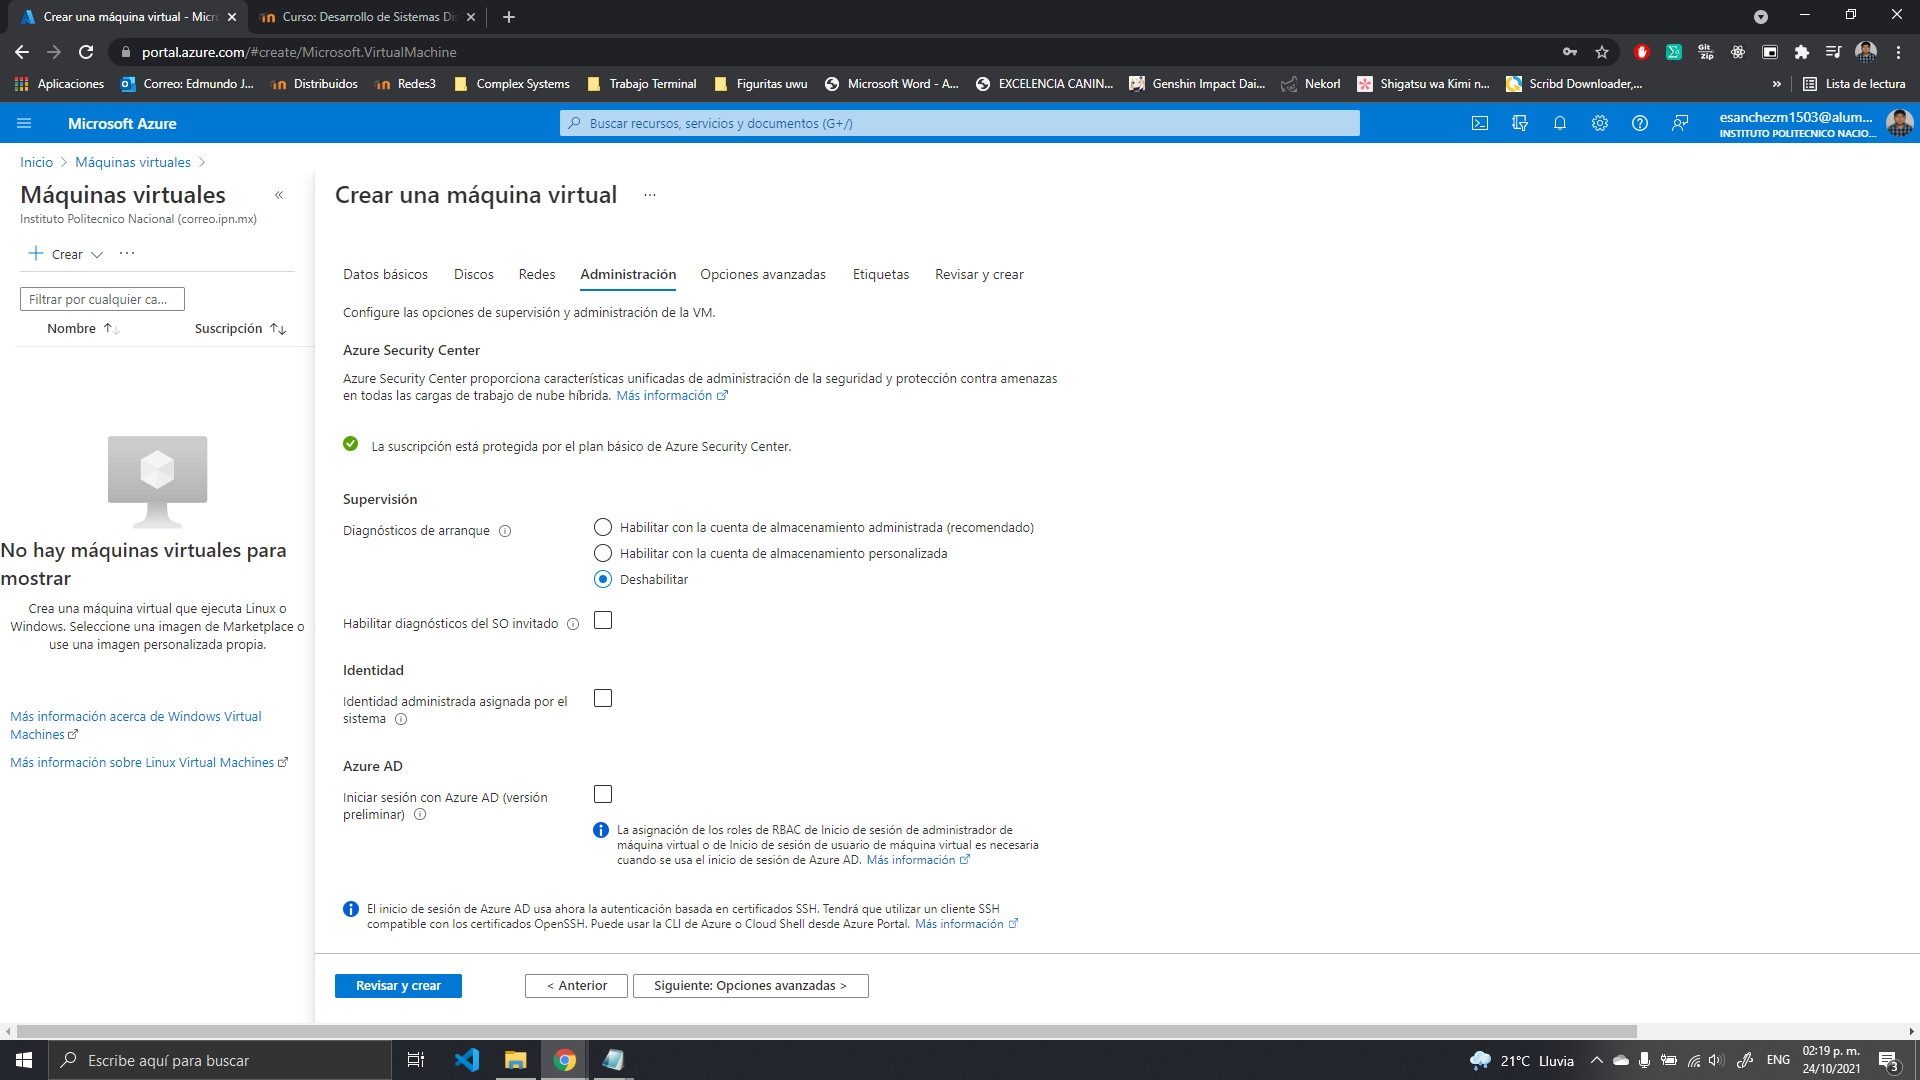 Crear una máquina virtual - Micr
Curso: Desarrollo de Sistemas Dis
portal.azure.com/#create/Microsoft.VirtualMachine
Aplicaciones
Correo: Edmundo J...
Distribuidos
Redes3
Complex Systems
Trabajo Terminal
Figuritas uwu
Microsoft Word - A...
EXCELENCIA CANIN...
Genshin Impact Dai...
Nekorl
Shigatsu wa Kimi n...
Scribd Downloader,...
»
Lista de lectura
Microsoft Azure
Buscar recursos, servicios y documentos (G+/)
esanchezm1503@alum...
INSTITUTO POLITECNICO NACIO...
Inicio > Máquinas virtuales >
Máquinas virtuales
Instituto Politecnico Nacional (correo.ipn.mx)
+ Crear ...
Filtrar por cualquier ca...
Nombre
Suscripción
No hay máquinas virtuales para
mostrar
Crea una máquina virtual que ejecuta Linux o
Windows. Seleccione una imagen de Marketplace o
use una imagen personalizada propia.
Más información acerca de Windows Virtual
Machines
Más información sobre Linux Virtual Machines
Crear una máquina virtual ...
Datos básicos
Discos
Redes
Administración
Opciones avanzadas
Etiquetas
Revisar y crear
Configure las opciones de supervisión y administración de la VM.
Azure Security Center
Azure Security Center proporciona características unificadas de administración de la seguridad y protección contra amenazas
en todas las cargas de trabajo de nube híbrida. Más información
La suscripción está protegida por el plan básico de Azure Security Center.
Supervisión
Diagnósticos de arranque
Habilitar con la cuenta de almacenamiento administrada (recomendado)
Habilitar con la cuenta de almacenamiento personalizada
Deshabilitar
Habilitar diagnósticos del SO invitado
Identidad
Identidad administrada asignada por el
sistema
Azure AD
Iniciar sesión con Azure AD (versión
preliminar)
La asignación de los roles de RBAC de Inicio de sesión de administrador de
máquina virtual o de Inicio de sesión de usuario de máquina virtual es necesaria
cuando se usa el inicio de sesión de Azure AD. Más información
El inicio de sesión de Azure AD usa ahora la autenticación basada en certificados SSH. Tendrá que utilizar un cliente SSH
compatible con los certificados OpenSSH. Puede usar la CLI de Azure o Cloud Shell desde Azure Portal. Más información
Revisar y crear
< Anterior
Siguiente: Opciones avanzadas >
Escribe aquí para buscar
21°C Lluvia
ENG
02:19 p. m.
24/10/2021
3